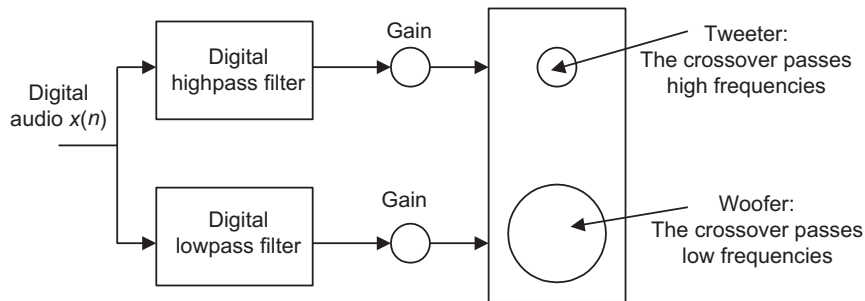 Digital
audio x(n)
Digital
highpass filter
Gain
Tweeter:
The crossover passes
high frequencies
Digital
lowpass filter
Gain
Woofer:
The crossover passes
low frequencies